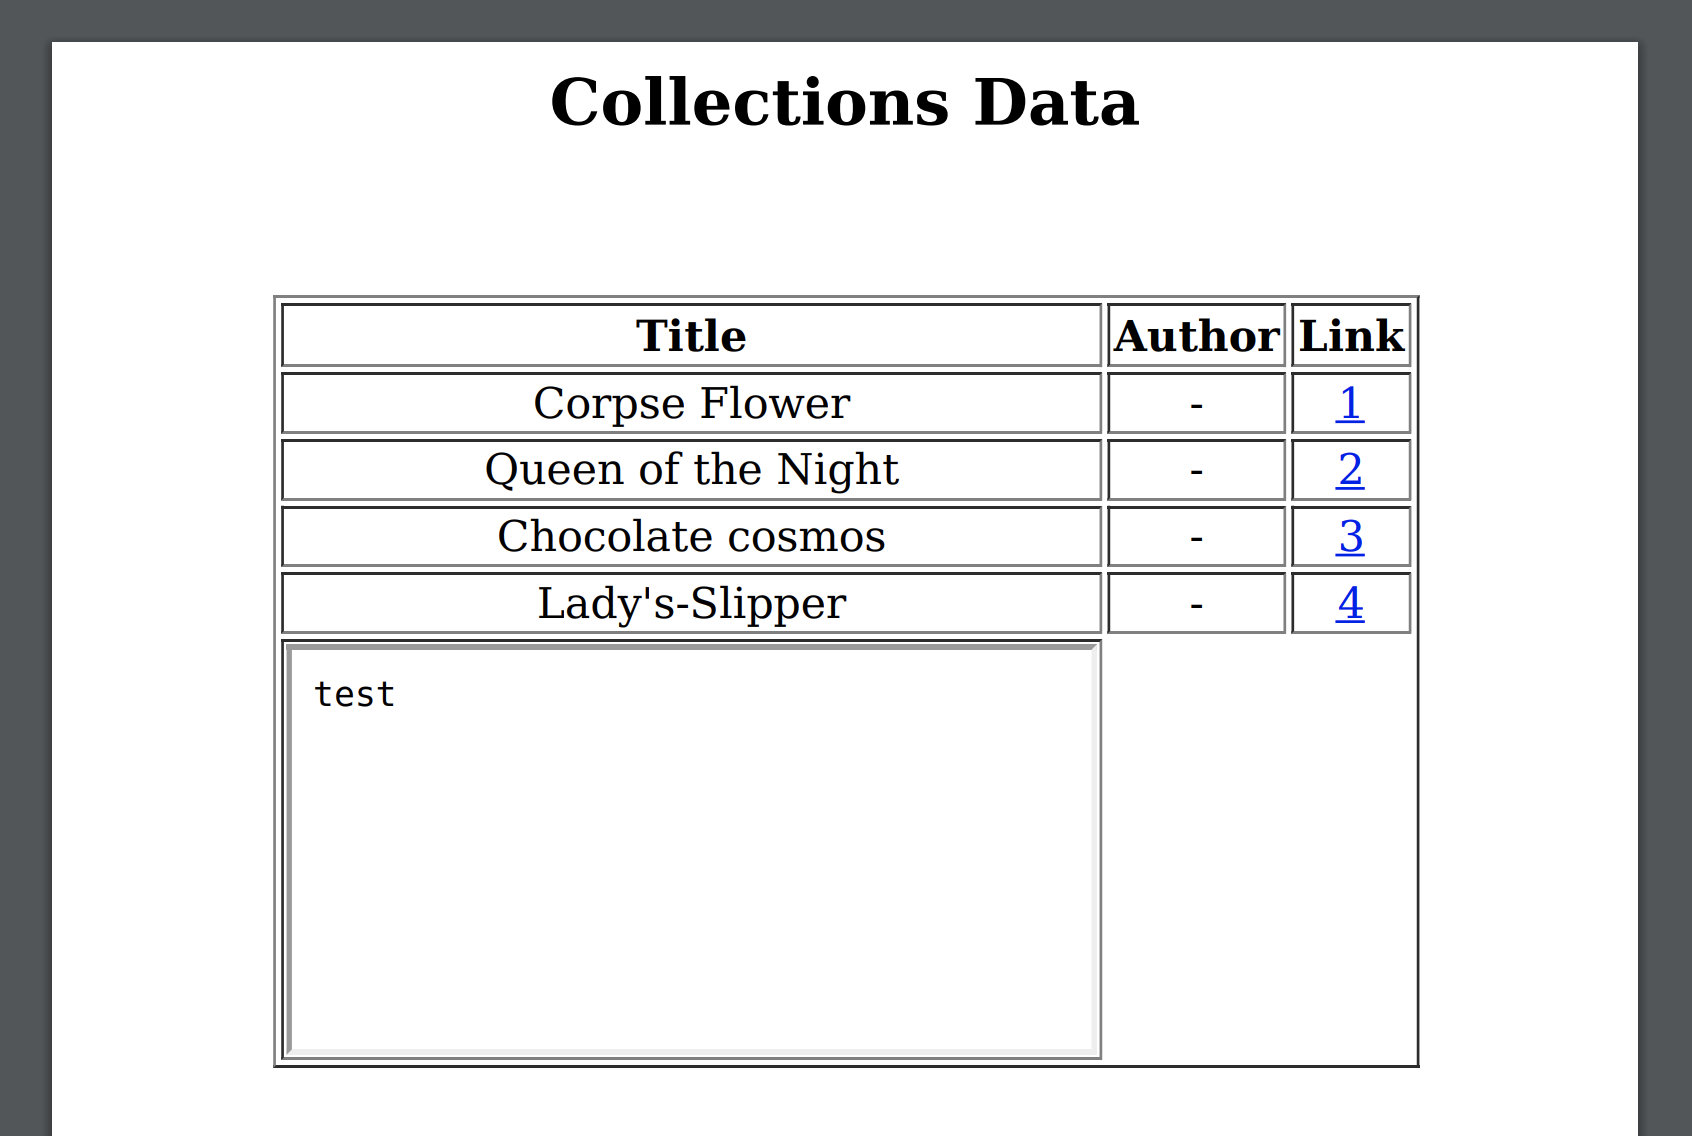 Collections Data
Title Author Link
Corpse Flower - 1
Queen of the Night - 2
Chocolate cosmos - 3
Lady's-Slipper - 4
test